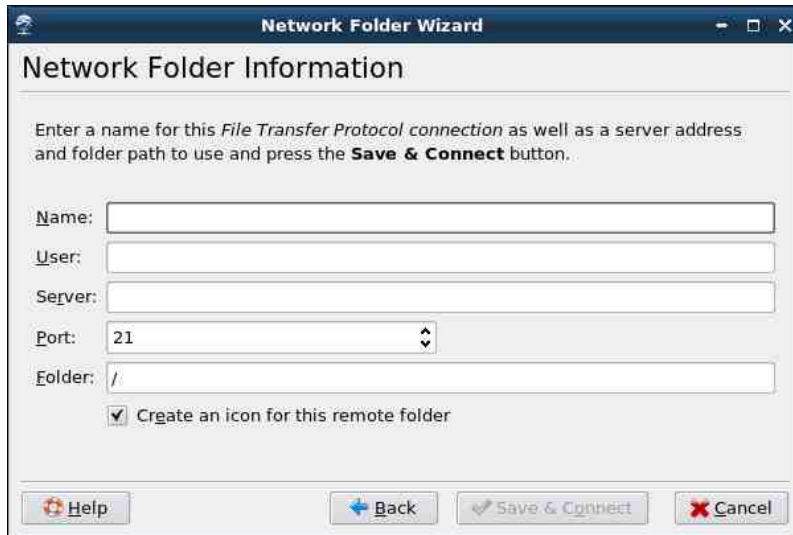 Network Folder Wizard
Network Folder Information
Enter a name for this File Transfer Protocol connection as well as a server address
and folder path to use and press the Save & Connect button.
Name:
User:
Server:
Port: 21
Folder: /
Create an icon for this remote folder
Help Back Save & Connect Cancel